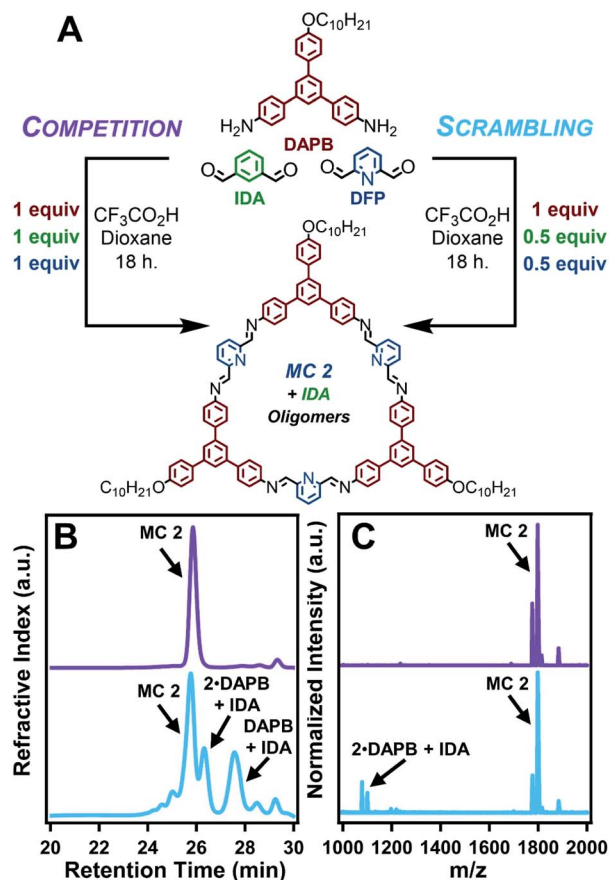 A
OC₁₀H₂₁
COMPETITION
SCRAMBLING
H₂N
NH₂
DAPB
O
O
O
N
O
IDA
DFP
1 equiv
1 equiv
1 equiv
CF₃CO₂H
Dioxane
18 h.
CF₃CO₂H
Dioxane
18 h.
1 equiv
0.5 equiv
0.5 equiv
OC₁₀H₂₁
N
N
N
N
MC 2
+ IDA
Oligomers
N
N
N
N
N
C₁₀H₂₁O
OC₁₀H₂₁
B
MC 2
MC 2
2•DAPB
+ IDA
DAPB
+ IDA
Refractive Index (a.u.)
20 22 24 26 28 30
Retention Time (min)
C
MC 2
MC 2
2•DAPB + IDA
Normalized Intensity (a.u.)
1000 1200 1400 1600 1800 2000
m/z